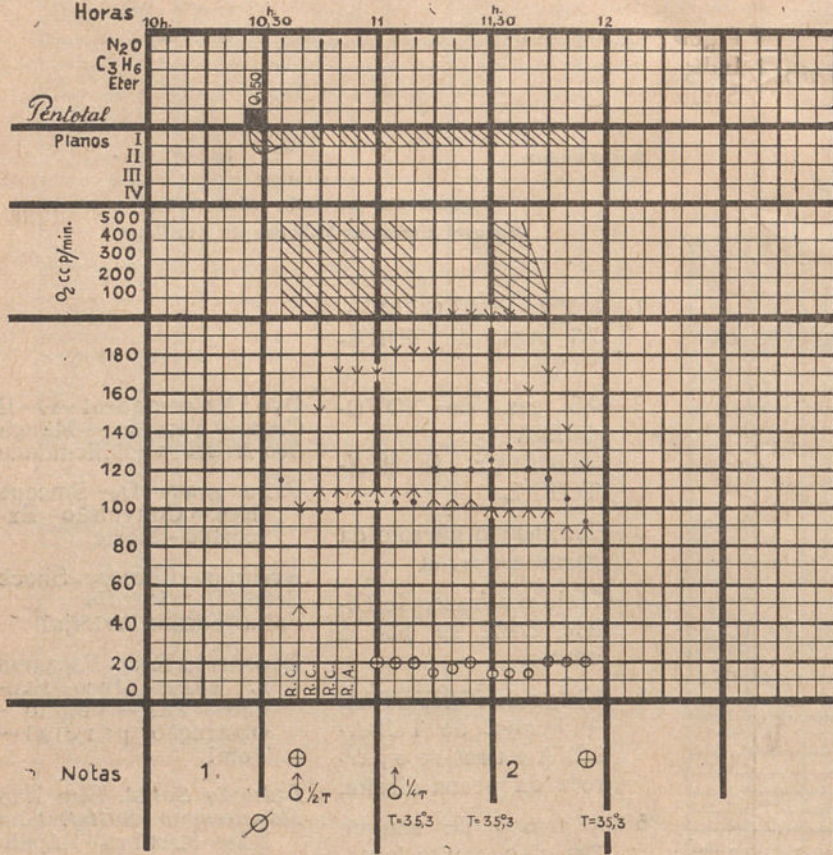 Horas
10h. 10,30 h. 11 11,30 h. 12
N2O
C3H6
Eter
Pentotal
0,50
Planos I
II
III
IV
O2 cc p/min.
500
400
300
200
100
180
160
140
120
100
80
60
40
20
0
R.C.
R.C.
R.C.
R.A.
Notas 1. 2
½T ¼T
T=35,°3 T=35,°3 T=35,°3